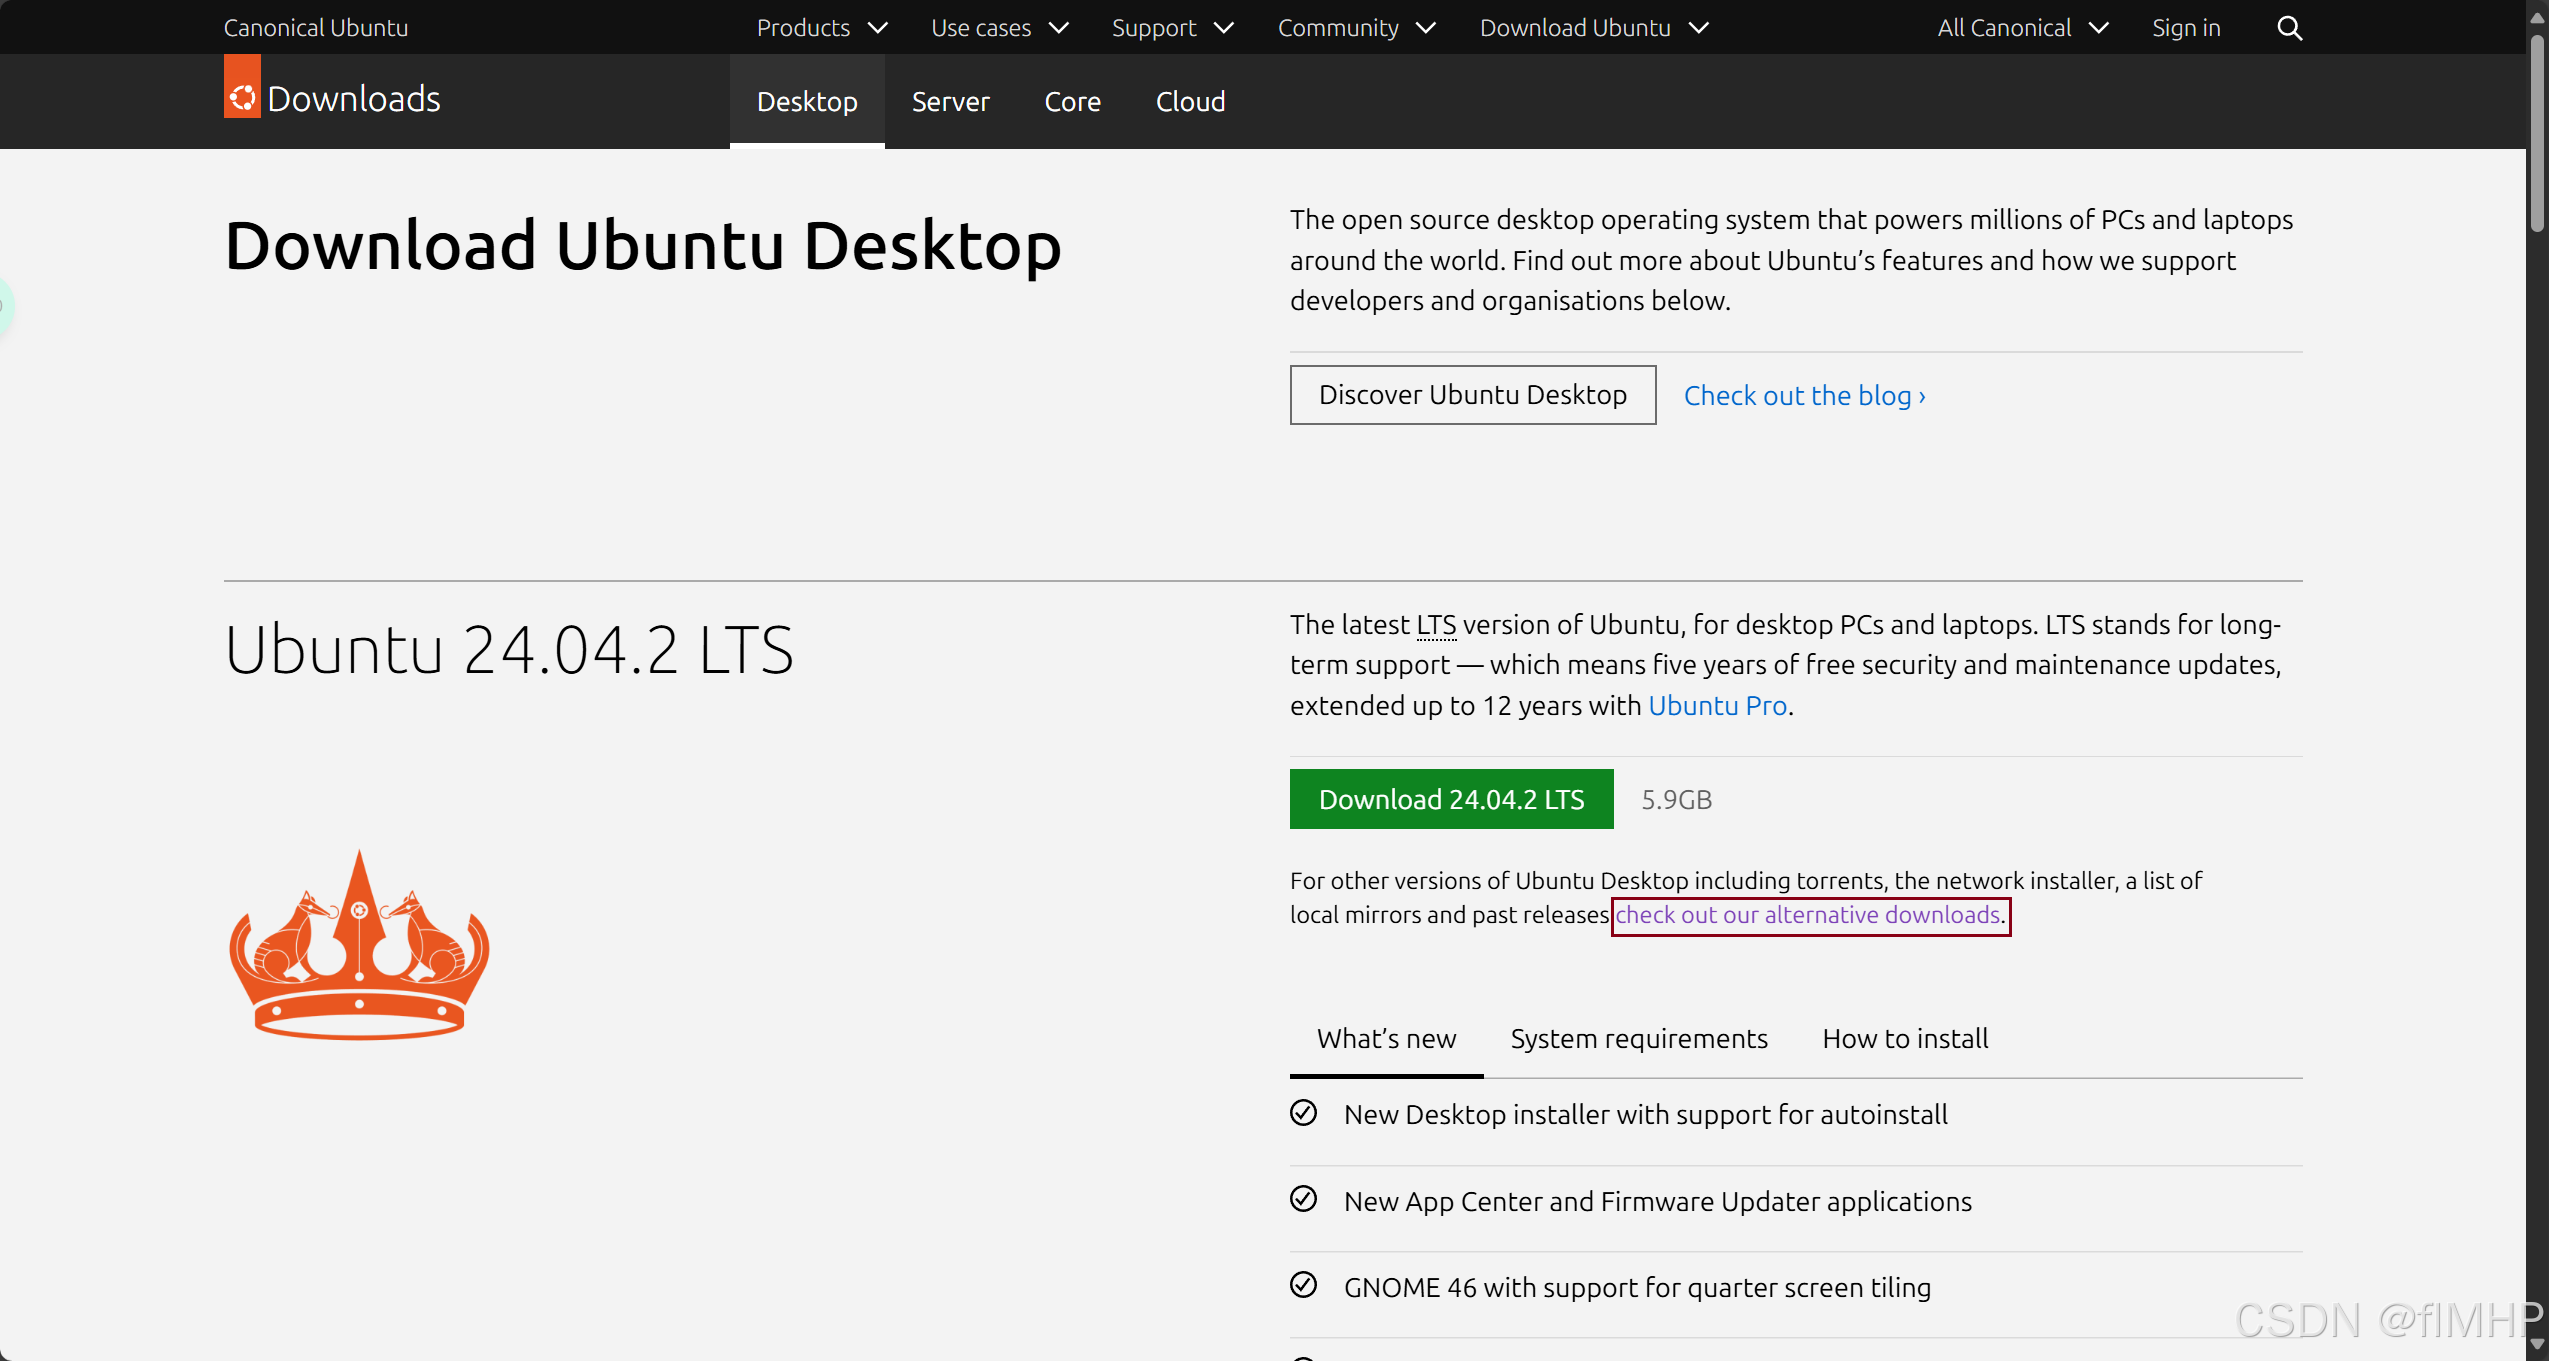 Canonical Ubuntu
Products
Use cases
Support
Community
Download Ubuntu
All Canonical
Sign in
Downloads
Desktop
Server
Core
Cloud
Download Ubuntu Desktop
The open source desktop operating system that powers millions of PCs and laptops
around the world. Find out more about Ubuntu’s features and how we support
developers and organisations below.
Discover Ubuntu Desktop
Check out the blog ›
Ubuntu 24.04.2 LTS
The latest LTS version of Ubuntu, for desktop PCs and laptops. LTS stands for long-
term support — which means five years of free security and maintenance updates,
extended up to 12 years with Ubuntu Pro.
Download 24.04.2 LTS
5.9GB
For other versions of Ubuntu Desktop including torrents, the network installer, a list of
local mirrors and past releases check out our alternative downloads.
What’s new
System requirements
How to install
New Desktop installer with support for autoinstall
New App Center and Firmware Updater applications
GNOME 46 with support for quarter screen tiling
CSDN @flMHP